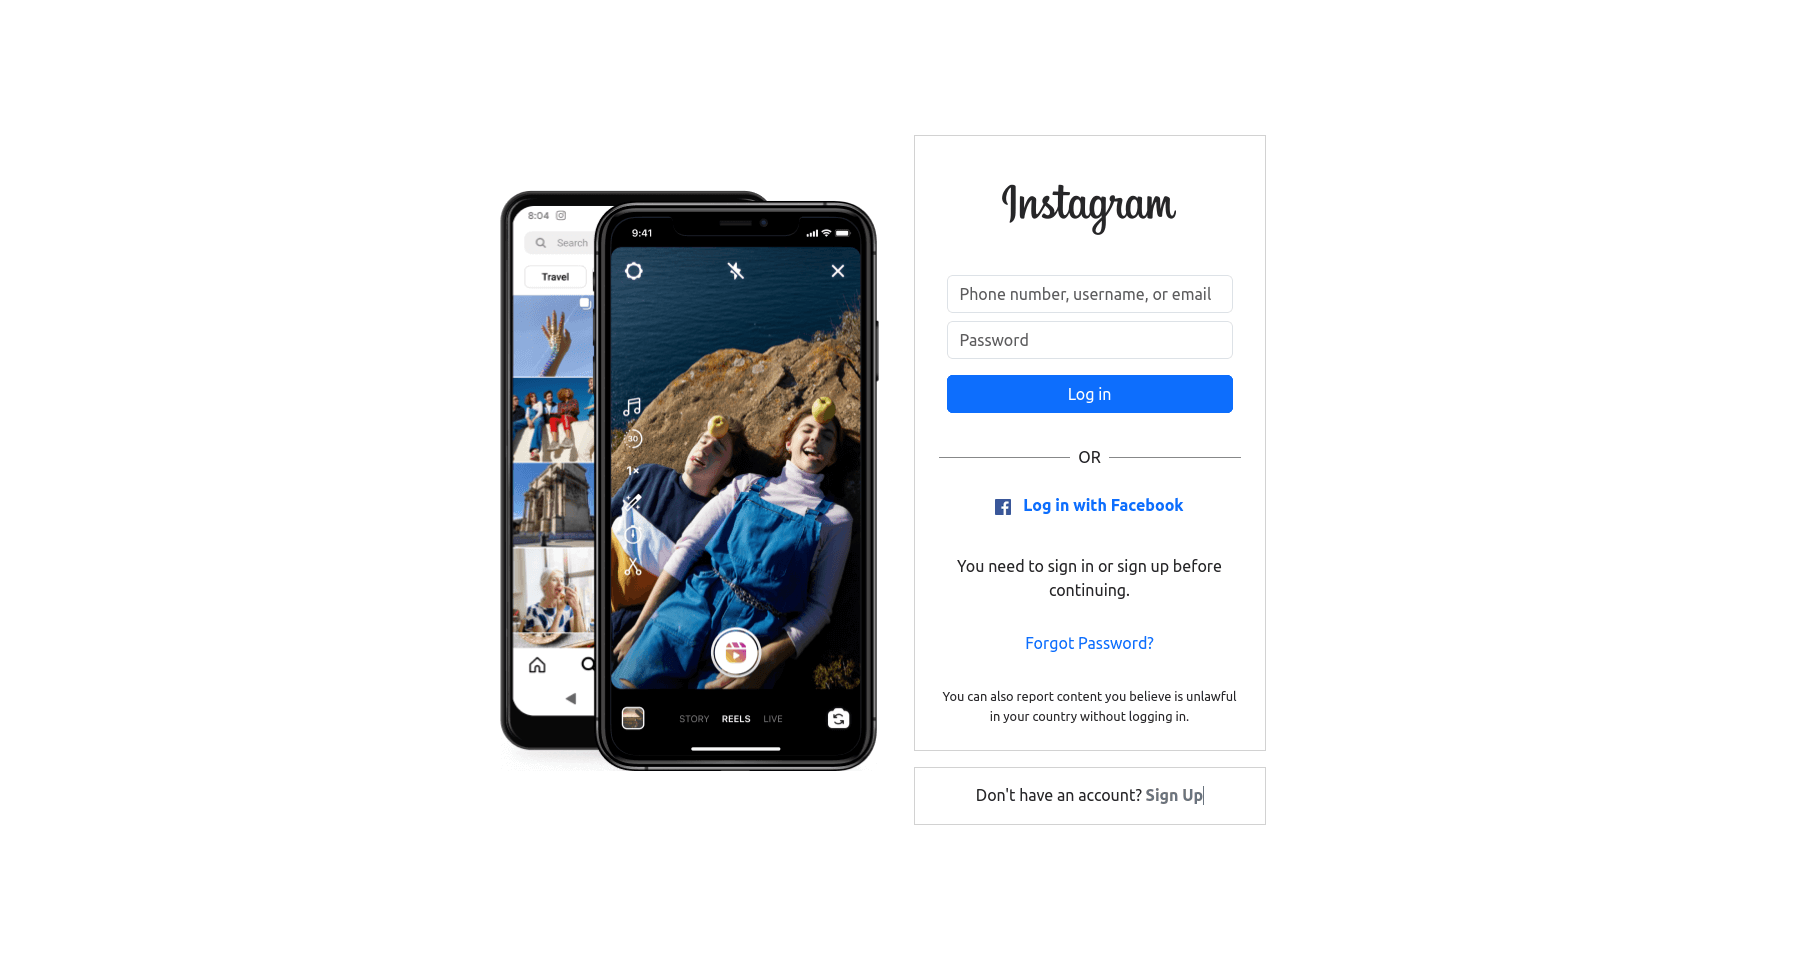 8:04
Search
Travel
9:41
30
1×
STORY REELS LIVE
Instagram
Phone number, username, or email
Password
Log in
OR
Log in with Facebook
You need to sign in or sign up before
continuing.
Forgot Password?
You can also report content you believe is unlawful
in your country without logging in.
Don't have an account? Sign Up